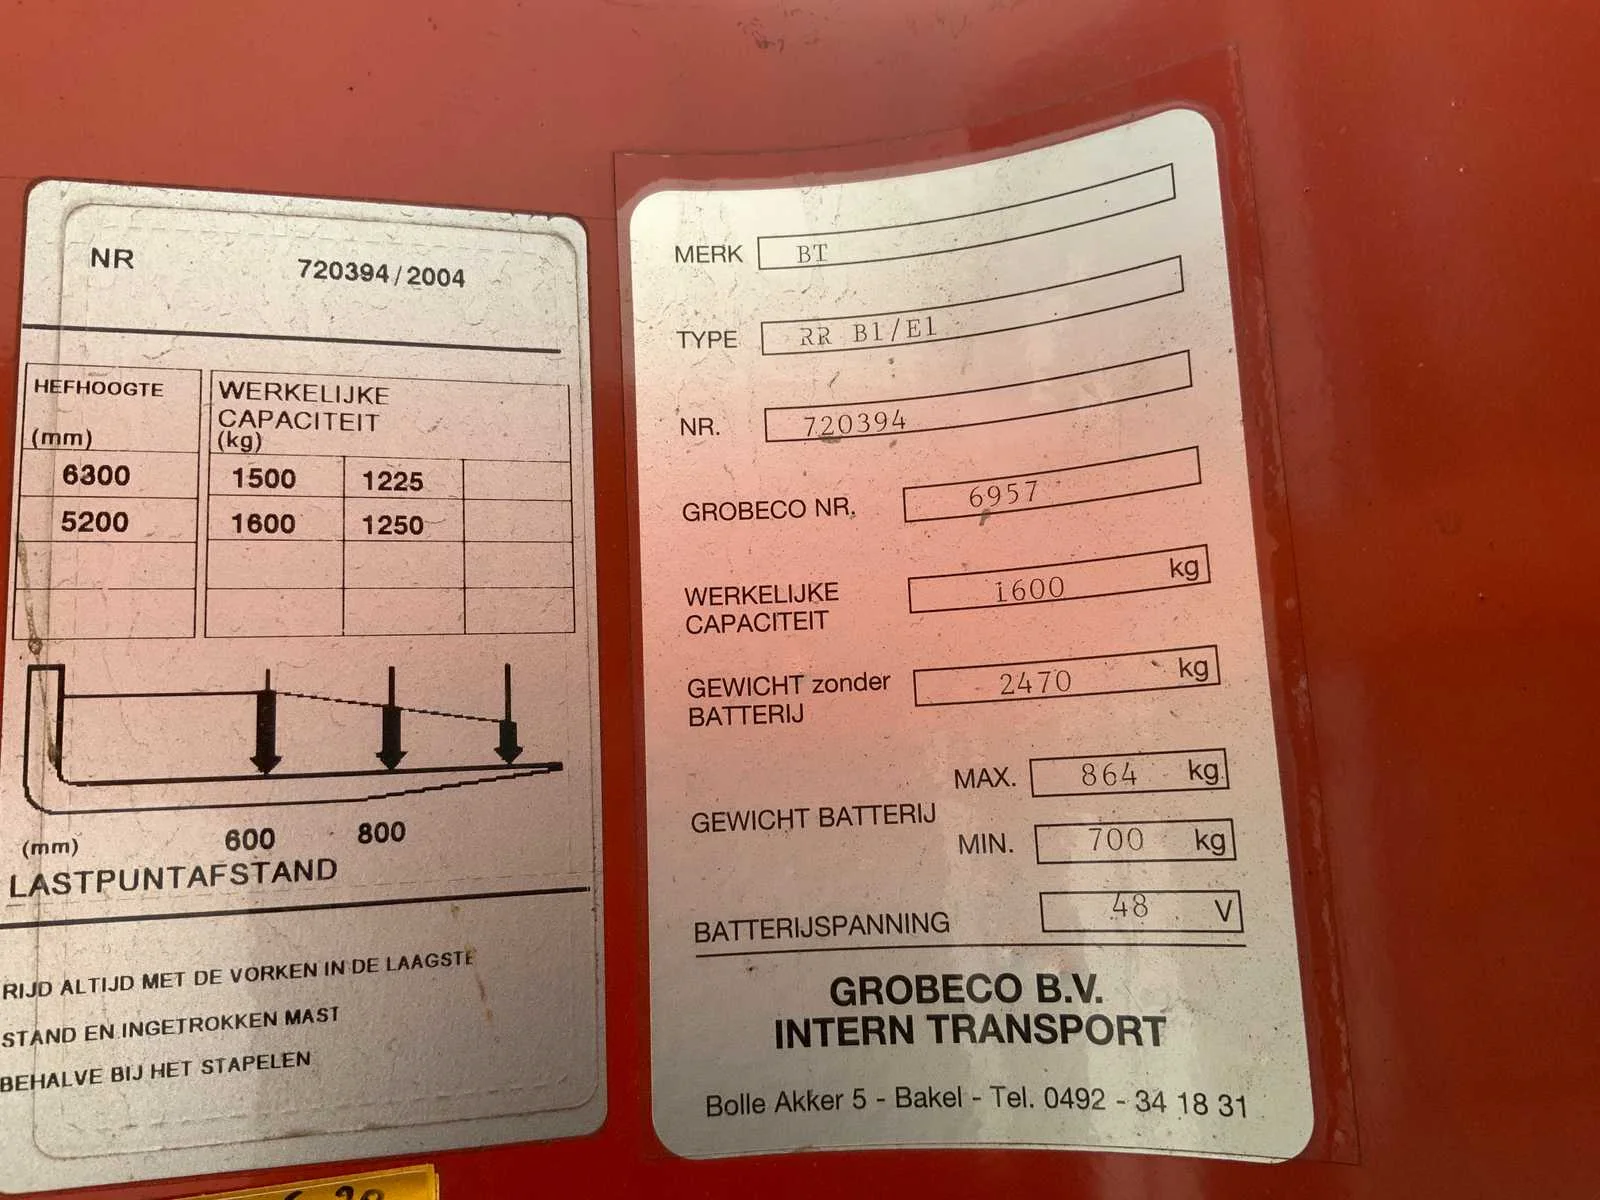 NR 720394/2004
HEFHOOGTE
(mm)
WERKELIJKE
CAPACITEIT
(kg)
6300 1500 1225
5200 1600 1250
600 800
(mm)
LASTPUNTAFSTAND
RIJD ALTIJD MET DE VORKEN IN DE LAAGSTE
STAND EN INGETROKKEN MAST
BEHALVE BIJ HET STAPELEN
MERK BT
TYPE RR B1/E1
NR. 720394
GROBECO NR. 6957
WERKELIJKE
CAPACITEIT 1600 kg
GEWICHT zonder
BATTERIJ 2470 kg
GEWICHT BATTERIJ
MAX. 864 kg
MIN. 700 kg
BATTERIJSPANNING 48 V
GROBECO B.V.
INTERN TRANSPORT
Bolle Akker 5 - Bakel - Tel. 0492 - 34 18 31